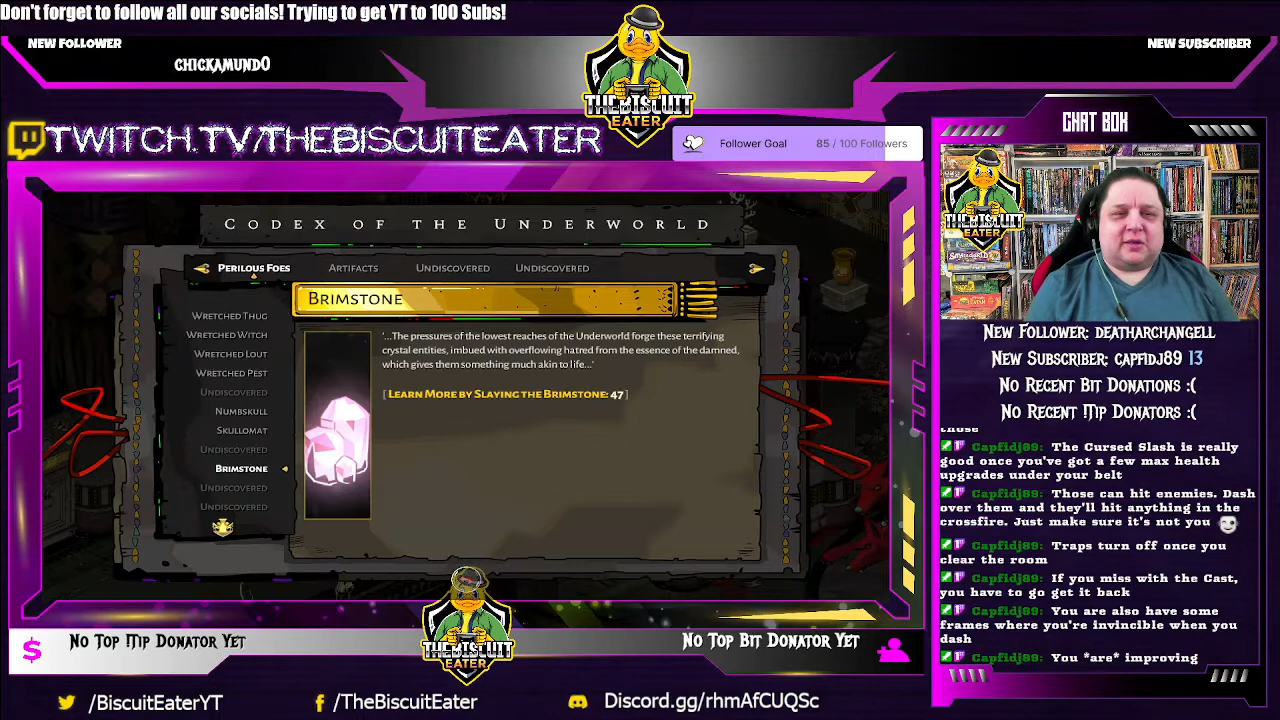 Don't forget to follow all our socials! Trying to get YT to 100 Subs!
NEW FOLLOWER
CHICKAMUND0
NEW SUBSCRIBER
THEBISCUIT
EATER
TWITCH.TV/THEBISCUITEATER
Follower Goal 85 / 100 Followers
CHAT BOX
CODEX OF THE UNDERWORLD
PERILOUS FOES ARTIFACTS UNDISCOVERED UNDISCOVERED
BRIMSTONE
WRETCHED THUG
WRETCHED WITCH
WRETCHED LOUT
WRETCHED PEST
UNDISCOVERED
NUMBSKULL
SKULLOMAT
UNDISCOVERED
BRIMSTONE
UNDISCOVERED
UNDISCOVERED
'...The pressures of the lowest reaches of the Underworld forge these terrifying
crystal entities, imbued with overflowing hatred from the essence of the damned,
which gives them something much akin to life...'
[ LEARN MORE BY SLAYING THE BRIMSTONE: 47 ]
THEBISCUIT
EATER
NEW FOLLOWER: DEATHARCHANGELL
NEW SUBSCRIBER: CAPFIDJ89 13
NO RECENT BIT DONATIONS :(
NO RECENT TIP DONATORS :(
those
Capfidj89: The Cursed Slash is really
good once you've got a few max health
upgrades under your belt
Capfidj89: Those can hit enemies. Dash
over them and they'll hit anything in the
crossfire. Just make sure it's not you
Capfidj89: Traps turn off once you
clear the room
Capfidj89: If you miss with the Cast,
you have to go get it back
Capfidj89: You are also have some
frames where you're invincible when you
dash
Capfidj89: You *are* improving
$ NO TOP TIP DONATOR YET
THEBISCUIT
EATER
NO TOP BIT DONATOR YET
/BiscuitEaterYT
/TheBiscuitEater
Discord.gg/rhmAfCUQSc